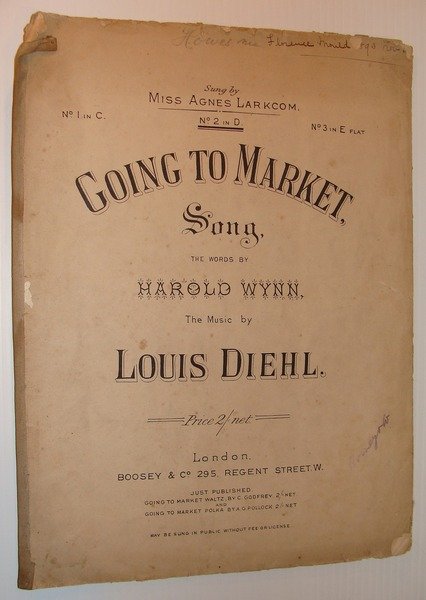 Florence Mould
Sung by
MISS AGNES LARKCOM.
Nº 1 IN C.
Nº 2 IN D.
Nº 3 IN E FLAT
GOING TO MARKET,
Song,
THE WORDS BY
HAROLD WYNN,
The Music by
LOUIS DIEHL.
Price 2/ net
London.
BOOSEY & Cº 295, REGENT STREET.W.
JUST PUBLISHED
GOING TO MARKET WALTZ, BY C. GODFREY 2/ NET
AND
GOING TO MARKET POLKA BY A.G. POLLOCK 2/ NET
MAY BE SUNG IN PUBLIC WITHOUT FEE OR LICENSE.